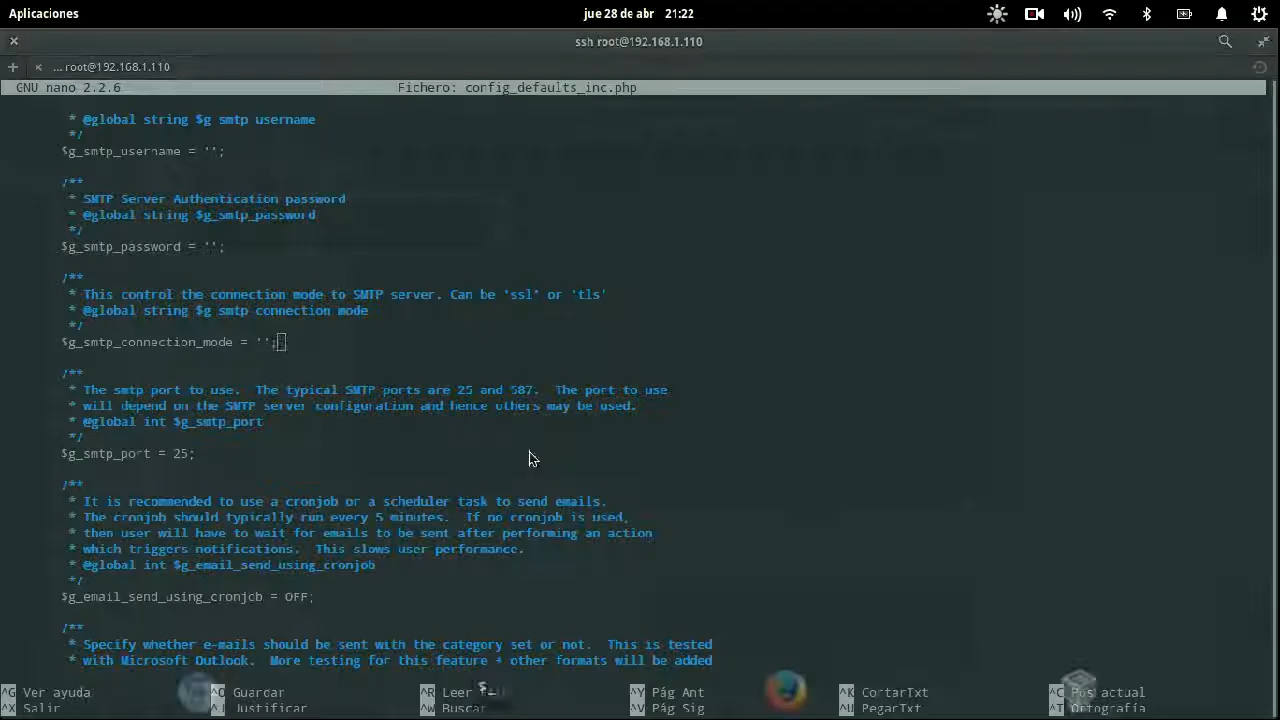 Aplicaciones
jue 28 de abr 21:22
ssh root@192.168.1.110
... root@192.168.1.110
GNU nano 2.2.6 Fichero: config_defaults_inc.php
* @global string $g_smtp_username
*/
$g_smtp_username = '';
/**
* SMTP Server Authentication password
* @global string $g_smtp_password
*/
$g_smtp_password = '';
/**
* This control the connection mode to SMTP server. Can be 'ssl' or 'tls'
* @global string $g_smtp_connection_mode
*/
$g_smtp_connection_mode = '';
/**
* The smtp port to use. The typical SMTP ports are 25 and 587. The port to use
* will depend on the SMTP server configuration and hence others may be used.
* @global int $g_smtp_port
*/
$g_smtp_port = 25;
/**
* It is recommended to use a cronjob or a scheduler task to send emails.
* The cronjob should typically run every 5 minutes. If no cronjob is used,
* then user will have to wait for emails to be sent after performing an action
* which triggers notifications. This slows user performance.
* @global int $g_email_send_using_cronjob
*/
$g_email_send_using_cronjob = OFF;
/**
* Specify whether e-mails should be sent with the category set or not. This is tested
* with Microsoft Outlook. More testing for this feature + other formats will be added
^G Ver ayuda ^O Guardar ^R Leer ^Y Pág Ant ^K CortarTxt ^C Pos actual
^X Salir ^J Justificar ^W Buscar ^V Pág Sig ^U PegarTxt ^T Ortografía